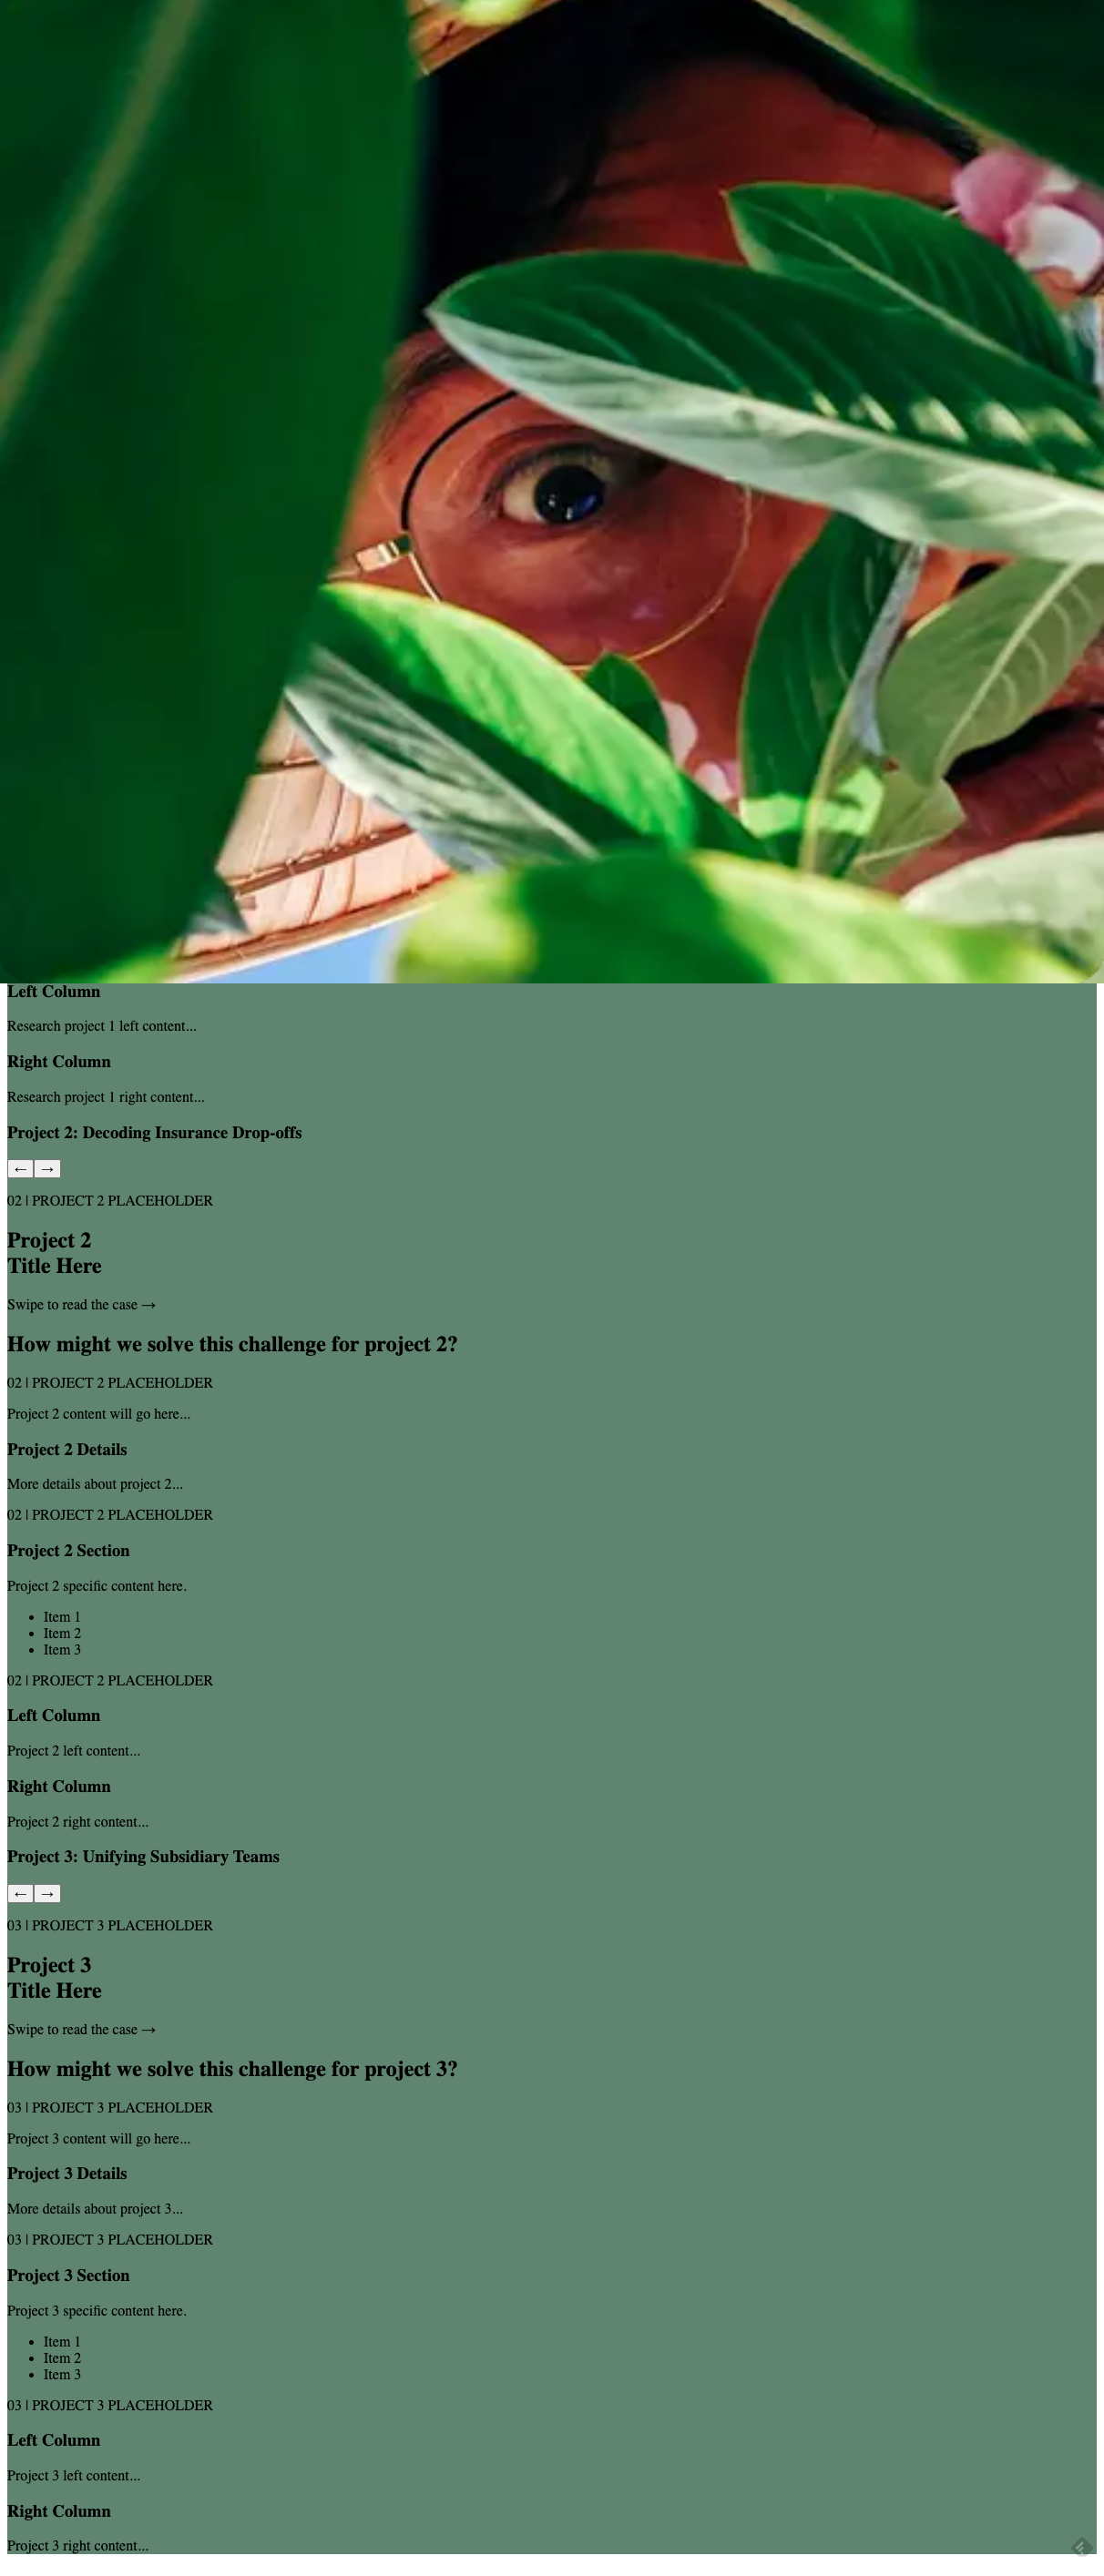 Left Column
Research project 1 left content...
Right Column
Research project 1 right content...
Project 2: Decoding Insurance Drop-offs
← →
02 | PROJECT 2 PLACEHOLDER
Project 2
Title Here
Swipe to read the case →
How might we solve this challenge for project 2?
02 | PROJECT 2 PLACEHOLDER
Project 2 content will go here...
Project 2 Details
More details about project 2...
02 | PROJECT 2 PLACEHOLDER
Project 2 Section
Project 2 specific content here.
• Item 1
• Item 2
• Item 3
02 | PROJECT 2 PLACEHOLDER
Left Column
Project 2 left content...
Right Column
Project 2 right content...
Project 3: Unifying Subsidiary Teams
← →
03 | PROJECT 3 PLACEHOLDER
Project 3
Title Here
Swipe to read the case →
How might we solve this challenge for project 3?
03 | PROJECT 3 PLACEHOLDER
Project 3 content will go here...
Project 3 Details
More details about project 3...
03 | PROJECT 3 PLACEHOLDER
Project 3 Section
Project 3 specific content here.
• Item 1
• Item 2
• Item 3
03 | PROJECT 3 PLACEHOLDER
Left Column
Project 3 left content...
Right Column
Project 3 right content...